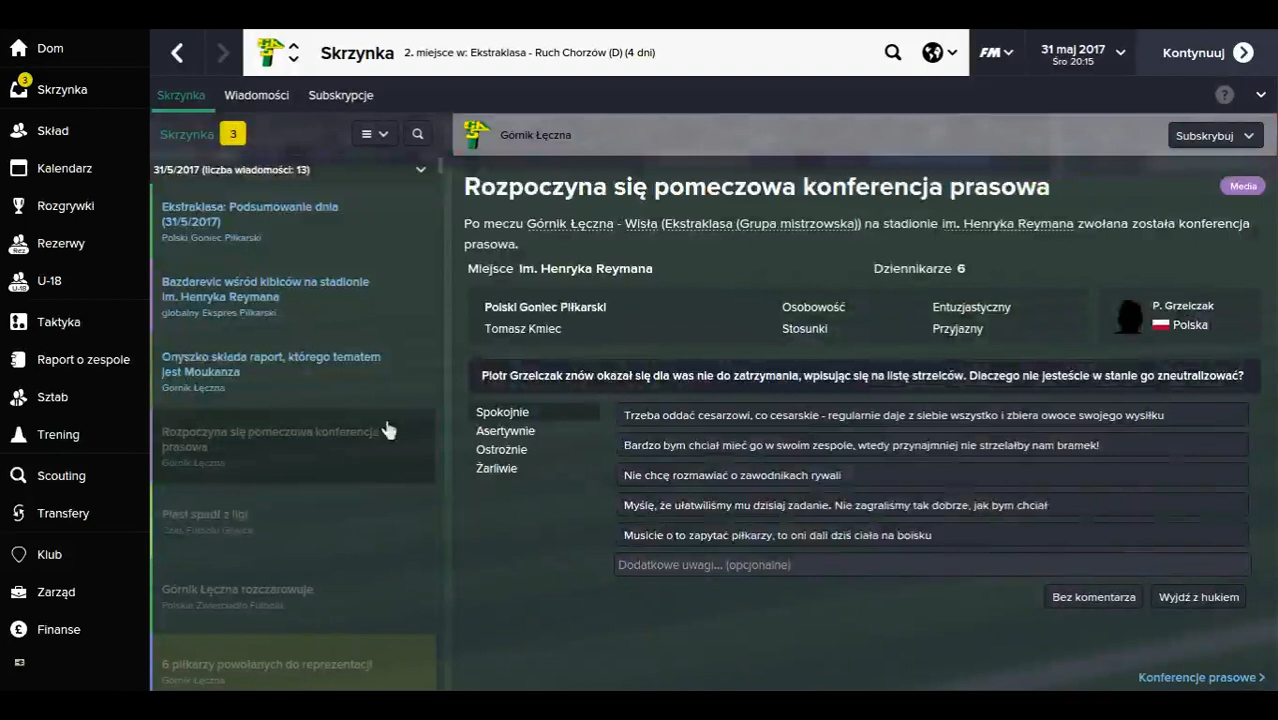 Dom
3
Skrzynka
Skład
Kalendarz
Rozgrywki
Rez
Rezerwy
U-18
U-18
Taktyka
Raport o zespole
Sztab
Trening
Scouting
Transfery
Klub
Zarząd
Finanse
Skrzynka
2. miejsce w: Ekstraklasa - Ruch Chorzów (D) (4 dni)
FM
31 maj 2017
Śro 20:15
Kontynuuj
Skrzynka
Wiadomości
Subskrypcje
?
Skrzynka
3
31/5/2017 (liczba wiadomości: 13)
Ekstraklasa: Podsumowanie dnia
(31/5/2017)
Polski Goniec Piłkarski
Bazdarevic wśród kibiców na stadionie
im. Henryka Reymana
globalny Ekspres Piłkarski
Onyszko składa raport, którego tematem
jest Moukanza
Górnik Łęczna
Rozpoczyna się pomeczowa konferencja
prasowa
Górnik Łęczna
Piast spadł z ligi
Górnik Łęczna rozczarowuje
Polskie Zwierciadło Futbolu
6 piłkarzy powołanych do reprezentacji
Górnik Łęczna
Górnik Łęczna
Subskrybuj
Rozpoczyna się pomeczowa konferencja prasowa
Media
Po meczu Górnik Łęczna - Wisła (Ekstraklasa (Grupa mistrzowska)) na stadionie im. Henryka Reymana zwołana została konferencja
prasowa.
Miejsce Im. Henryka Reymana
Dziennikarze 6
Polski Goniec Piłkarski
Osobowość
Entuzjastyczny
Tomasz Kmiec
Stosunki
Przyjazny
P. Grzelczak
Polska
Piotr Grzelczak znów okazał się dla was nie do zatrzymania, wpisując się na listę strzelców. Dlaczego nie jesteście w stanie go zneutralizować?
Spokojnie
Asertywnie
Ostrożnie
Żarliwie
Trzeba oddać cesarzowi, co cesarskie - regularnie daje z siebie wszystko i zbiera owoce swojego wysiłku
Bardzo bym chciał mieć go w swoim zespole, wtedy przynajmniej nie strzelałby nam bramek!
Nie chcę rozmawiać o zawodnikach rywali
Myślę, że ułatwiliśmy mu dzisiaj zadanie. Nie zagraliśmy tak dobrze, jak bym chciał
Musicie o to zapytać piłkarzy, to oni dali dziś ciała na boisku
Dodatkowe uwagi... (opcjonalne)
Bez komentarza
Wyjdź z hukiem
Konferencje prasowe >